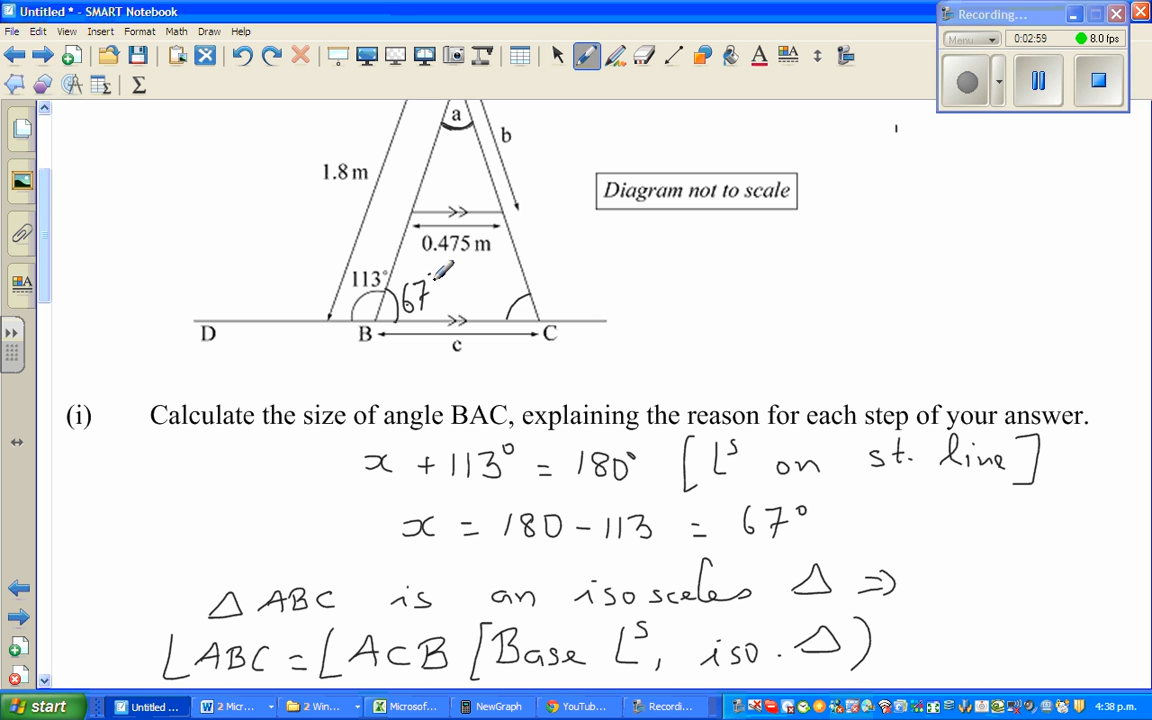 Untitled * - SMART Notebook
Recording...
File Edit View Insert Format Math Draw Help
Menu 0:02:59 8.0 fps
a
b
1.8 m
Diagram not to scale
0.475 m
113° 67°
D B C
c
(i) Calculate the size of angle BAC, explaining the reason for each step of your answer.
x + 113° = 180° [∠s on st. line]
x = 180 - 113 = 67°
△ ABC is an isosceles △ ⇒
∠ABC = ∠ACB [Base ∠s, iso. △)
start Untitled ... 2 Micr... 2 Win... Microsof... NewGraph YouTub... Recordi... 4:38 p.m.